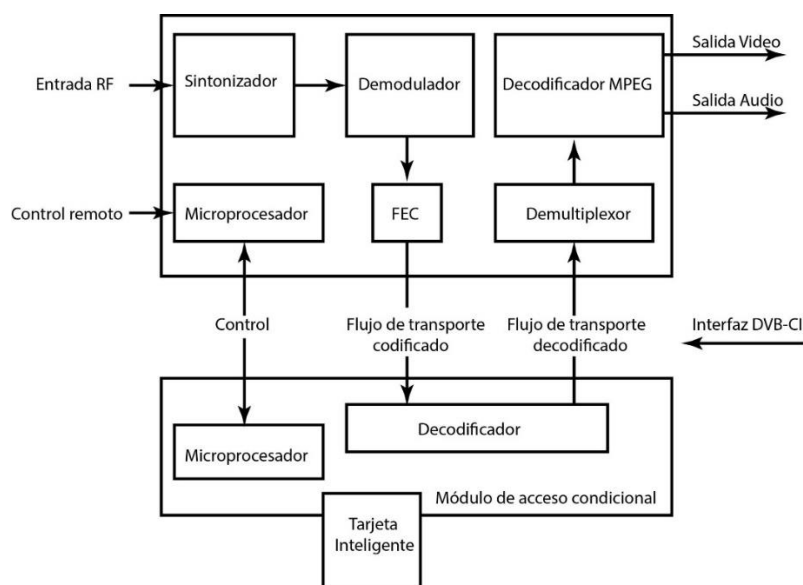 Entrada RF
Sintonizador
Demodulador
Decodificador MPEG
Salida Video
Salida Audio
Control remoto
Microprocesador
FEC
Demultiplexor
Control
Flujo de transporte
codificado
Flujo de transporte
decodificado
Interfaz DVB-CI
Microprocesador
Decodificador
Módulo de acceso condicional
Tarjeta
Inteligente